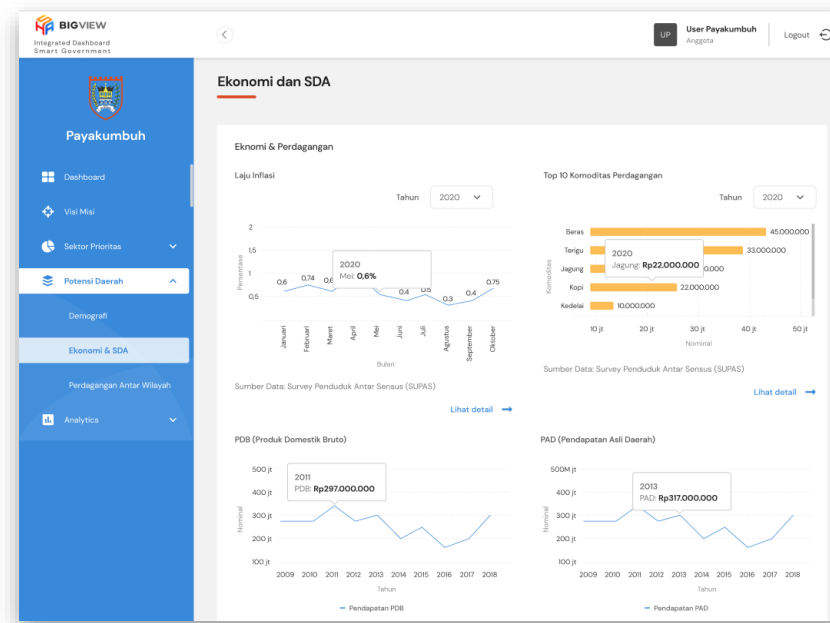 BIGVIEW
Integrated Dashboard
Smart Government
UP
User Payakumbuh
Anggota
Logout
Payakumbuh
Dashboard
Visi Misi
Sektor Prioritas
Potensi Daerah
Demografi
Ekonomi & SDA
Perdagangan Antar Wilayah
Analytics
Ekonomi dan SDA
Eknomi & Perdagangan
Laju Inflasi
Tahun 2020
Persentase
2
1,5
1
0,5
0,6 0,74 0,6 0.4 0,5 0.3 0.4 0.75
2020
Mei: 0,6%
Januari Februari Maret April Mei Juni Juli Agustus September Oktober
Bulan
Sumber Data: Survey Penduduk Antar Sensus (SUPAS)
Lihat detail
Top 10 Komoditas Perdagangan
Tahun 2020
Komoditas
Beras 45.000.000
Terigu 33.000.000
Jagung 0.000
Kopi 22.000.000
Kedelai 10.000.000
2020
Jagung: Rp22.000.000
10 jt 20 jt 30 jt 40 jt 50 jt
Nominal
Sumber Data: Survey Penduduk Antar Sensus (SUPAS)
Lihat detail
PDB (Produk Domestik Bruto)
Nominal
500 jt
400 jt
300 jt
200 jt
100 jt
2011
PDB: Rp297.000.000
2009 2010 2011 2012 2013 2014 2015 2016 2017 2018
Tahun
Pendapatan PDB
PAD (Pendapatan Asli Daerah)
Nominal
500M jt
400 jt
300 jt
200 jt
100 jt
2013
PAD: Rp317.000.000
2009 2010 2011 2012 2013 2014 2015 2016 2017 2018
Tahun
Pendapatan PAD